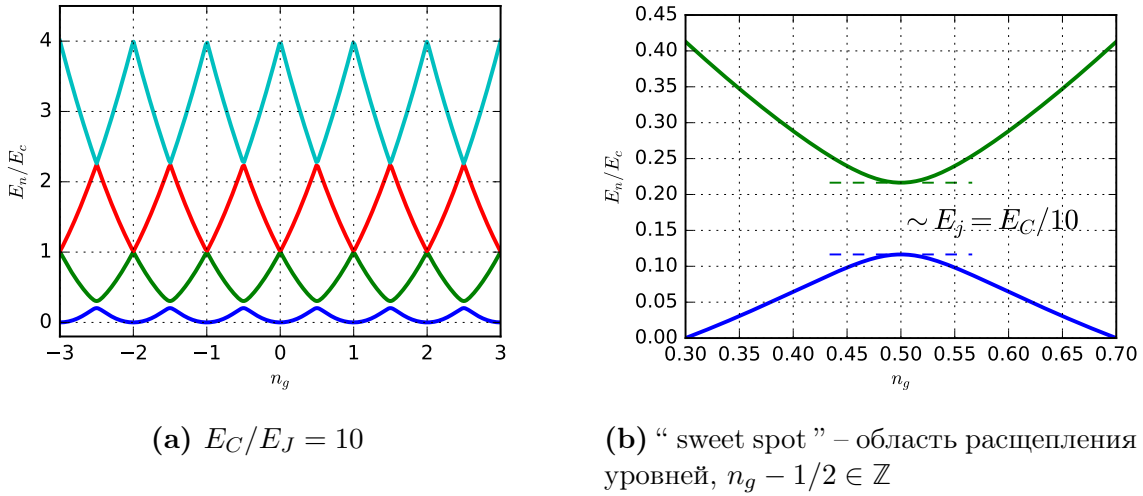 4
3
2
1
0
−3 −2 −1 0 1 2 3
E_n/E_c
n_g
(a) E_C/E_J = 10
0.45
0.40
0.35
0.30
0.25
0.20
0.15
0.10
0.05
0.00
0.30 0.35 0.40 0.45 0.50 0.55 0.60 0.65 0.70
E_n/E_c
n_g
∼ E_j = E_C/10
(b) “ sweet spot ” – область расщепления
уровней, n_g − 1/2 ∈ ℤ